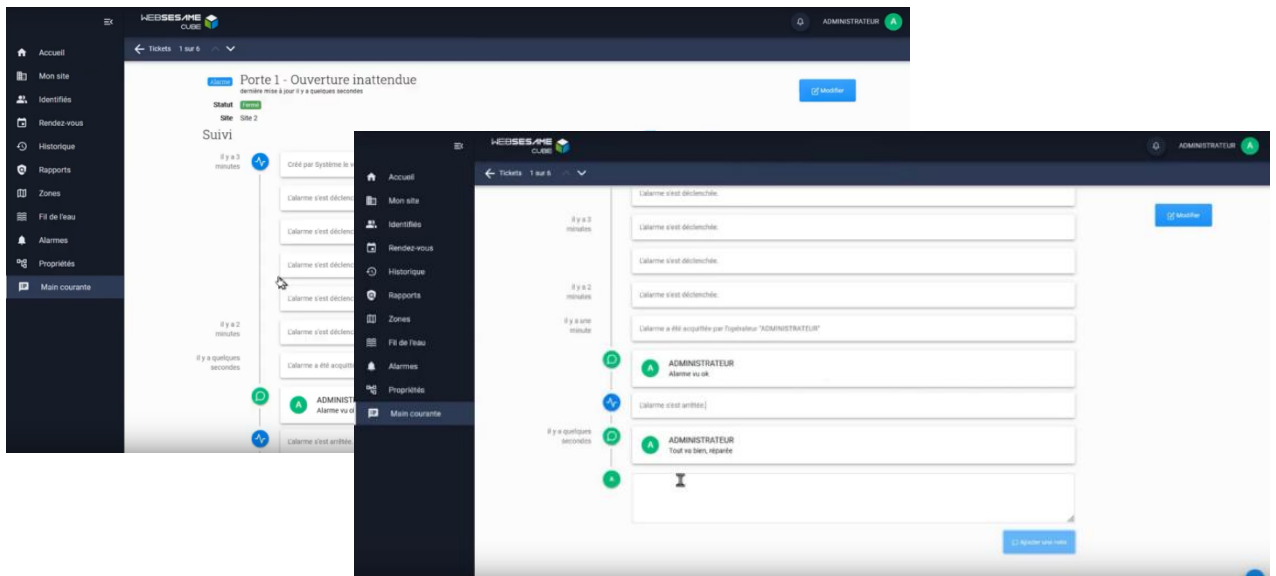 WEBSESAME
CUBE
ADMINISTRATEUR
A
Tickets 1 sur 6
Accueil
Mon site
Identifiés
Rendez-vous
Historique
Rapports
Zones
Fil de l'eau
Alarmes
Propriétés
Main courante
Alarme
Porte 1 - Ouverture inattendue
dernière mise à jour il y a quelques secondes
Modifier
Statut Fermé
Site Site 2
Suivi
il y a 3
minutes
Créé par Système le
L'alarme s'est déclenc
L'alarme s'est déclenc
L'alarme s'est déclenc
L'alarme s'est déclenc
il y a 2
minutes
L'alarme s'est déclenc
il y a quelques
secondes
L'alarme a été acquitt
A
ADMINIST
Alarme vu o
L'alarme s'est arrêtée.
WEBSESAME
CUBE
ADMINISTRATEUR
A
Tickets 1 sur 6
Accueil
Mon site
Identifiés
Rendez-vous
Historique
Rapports
Zones
Fil de l'eau
Alarmes
Propriétés
Main courante
Modifier
L'alarme s'est déclenchée.
il y a 3
minutes
L'alarme s'est déclenchée.
L'alarme s'est déclenchée.
il y a 2
minutes
L'alarme s'est déclenchée.
il y a une
minute
L'alarme a été acquittée par l'opérateur "ADMINISTRATEUR"
A
ADMINISTRATEUR
Alarme vu ok
L'alarme s'est arrêtée.
il y a quelques
secondes
A
ADMINISTRATEUR
Tout va bien, réparée
A
Ajouter une note